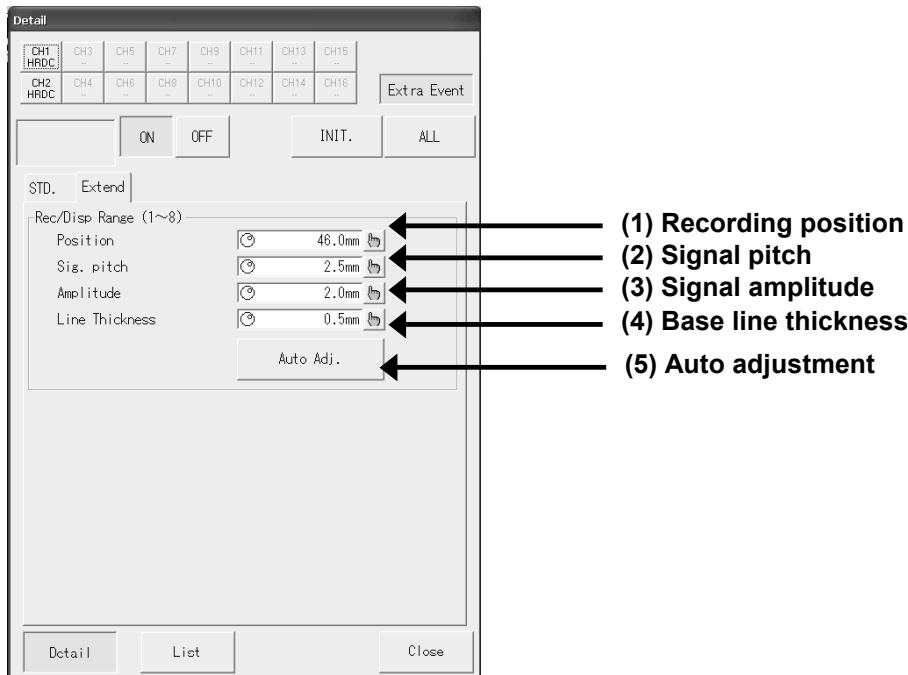 Detail
CH1 CH3 CH5 CH7 CH9 CH11 CH13 CH15
HRDC -- -- -- -- -- -- --
CH2 CH4 CH6 CH8 CH10 CH12 CH14 CH16
HRDC -- -- -- -- -- -- --
Extra Event
ON OFF INIT. ALL
STD. Extend
Rec/Disp Range (1~8)
Position 46.0mm
Sig. pitch 2.5mm
Amplitude 2.0mm
Line Thickness 0.5mm
Auto Adj.
(1) Recording position
(2) Signal pitch
(3) Signal amplitude
(4) Base line thickness
(5) Auto adjustment
Detail List Close